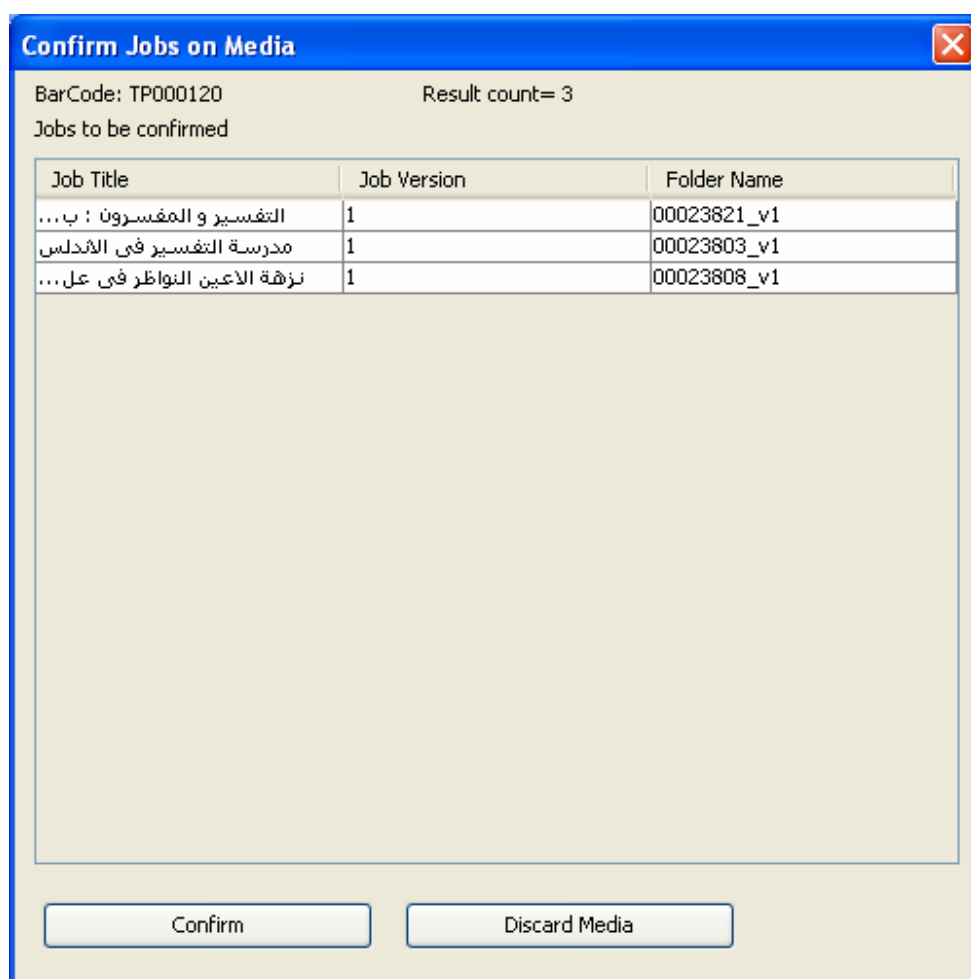 Confirm Jobs on Media
BarCode: TP000120 Result count= 3
Jobs to be confirmed
Job Title Job Version Folder Name
التفسير و المفسرون : ب... 1 00023821_v1
مدرسة التفسير فى الاندلس 1 00023803_v1
نزهة الاعين النواظر فى عل... 1 00023808_v1
Confirm Discard Media